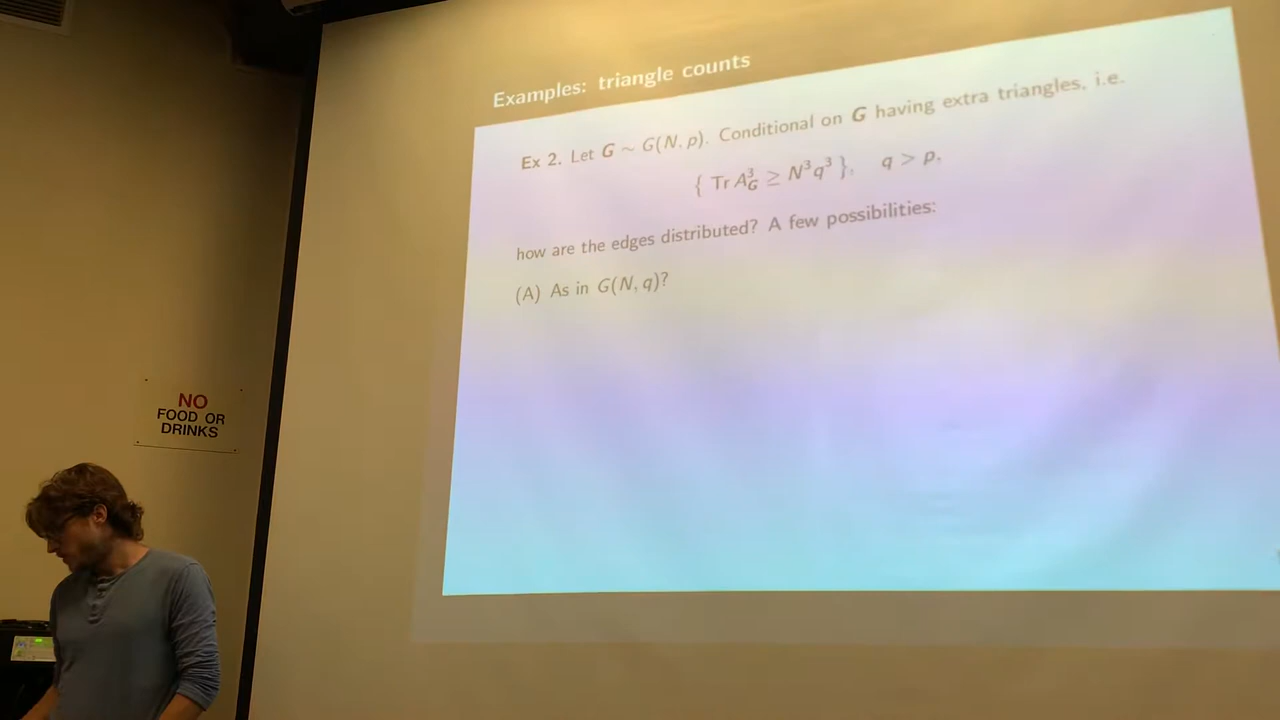 Examples: triangle counts
Ex 2. Let G ~ G(N, p). Conditional on G having extra triangles, i.e.
{ Tr A_G^3 ≥ N^3 q^3 }, q > p,
how are the edges distributed? A few possibilities:
(A) As in G(N, q)?
NO
FOOD OR
DRINKS